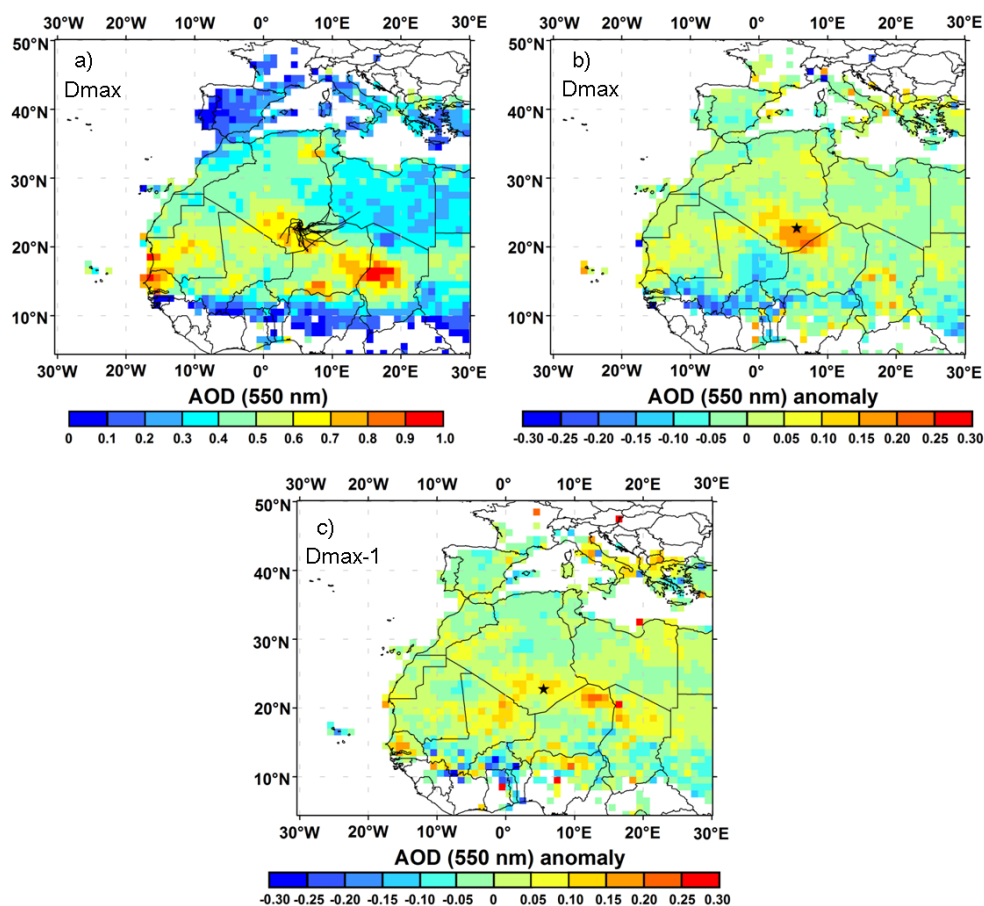 30°W 20°W 10°W 0° 10°E 20°E 30°E
50°N
a)
Dmax
40°N
30°N
20°N
10°N
30°W 20°W 10°W 0° 10°E 20°E 30°E
AOD (550 nm)
0 0.1 0.2 0.3 0.4 0.5 0.6 0.7 0.8 0.9 1.0
30°W 20°W 10°W 0° 10°E 20°E 30°E
50°N
b)
Dmax
40°N
30°N
20°N
10°N
30°W 20°W 10°W 0° 10°E 20°E 30°E
AOD (550 nm) anomaly
-0.30 -0.25 -0.20 -0.15 -0.10 -0.05 0 0.05 0.10 0.15 0.20 0.25 0.30
30°W 20°W 10°W 0° 10°E 20°E 30°E
50°N
c)
Dmax-1
40°N
30°N
20°N
10°N
30°W 20°W 10°W 0° 10°E 20°E 30°E
AOD (550 nm) anomaly
-0.30 -0.25 -0.20 -0.15 -0.10 -0.05 0 0.05 0.10 0.15 0.20 0.25 0.30